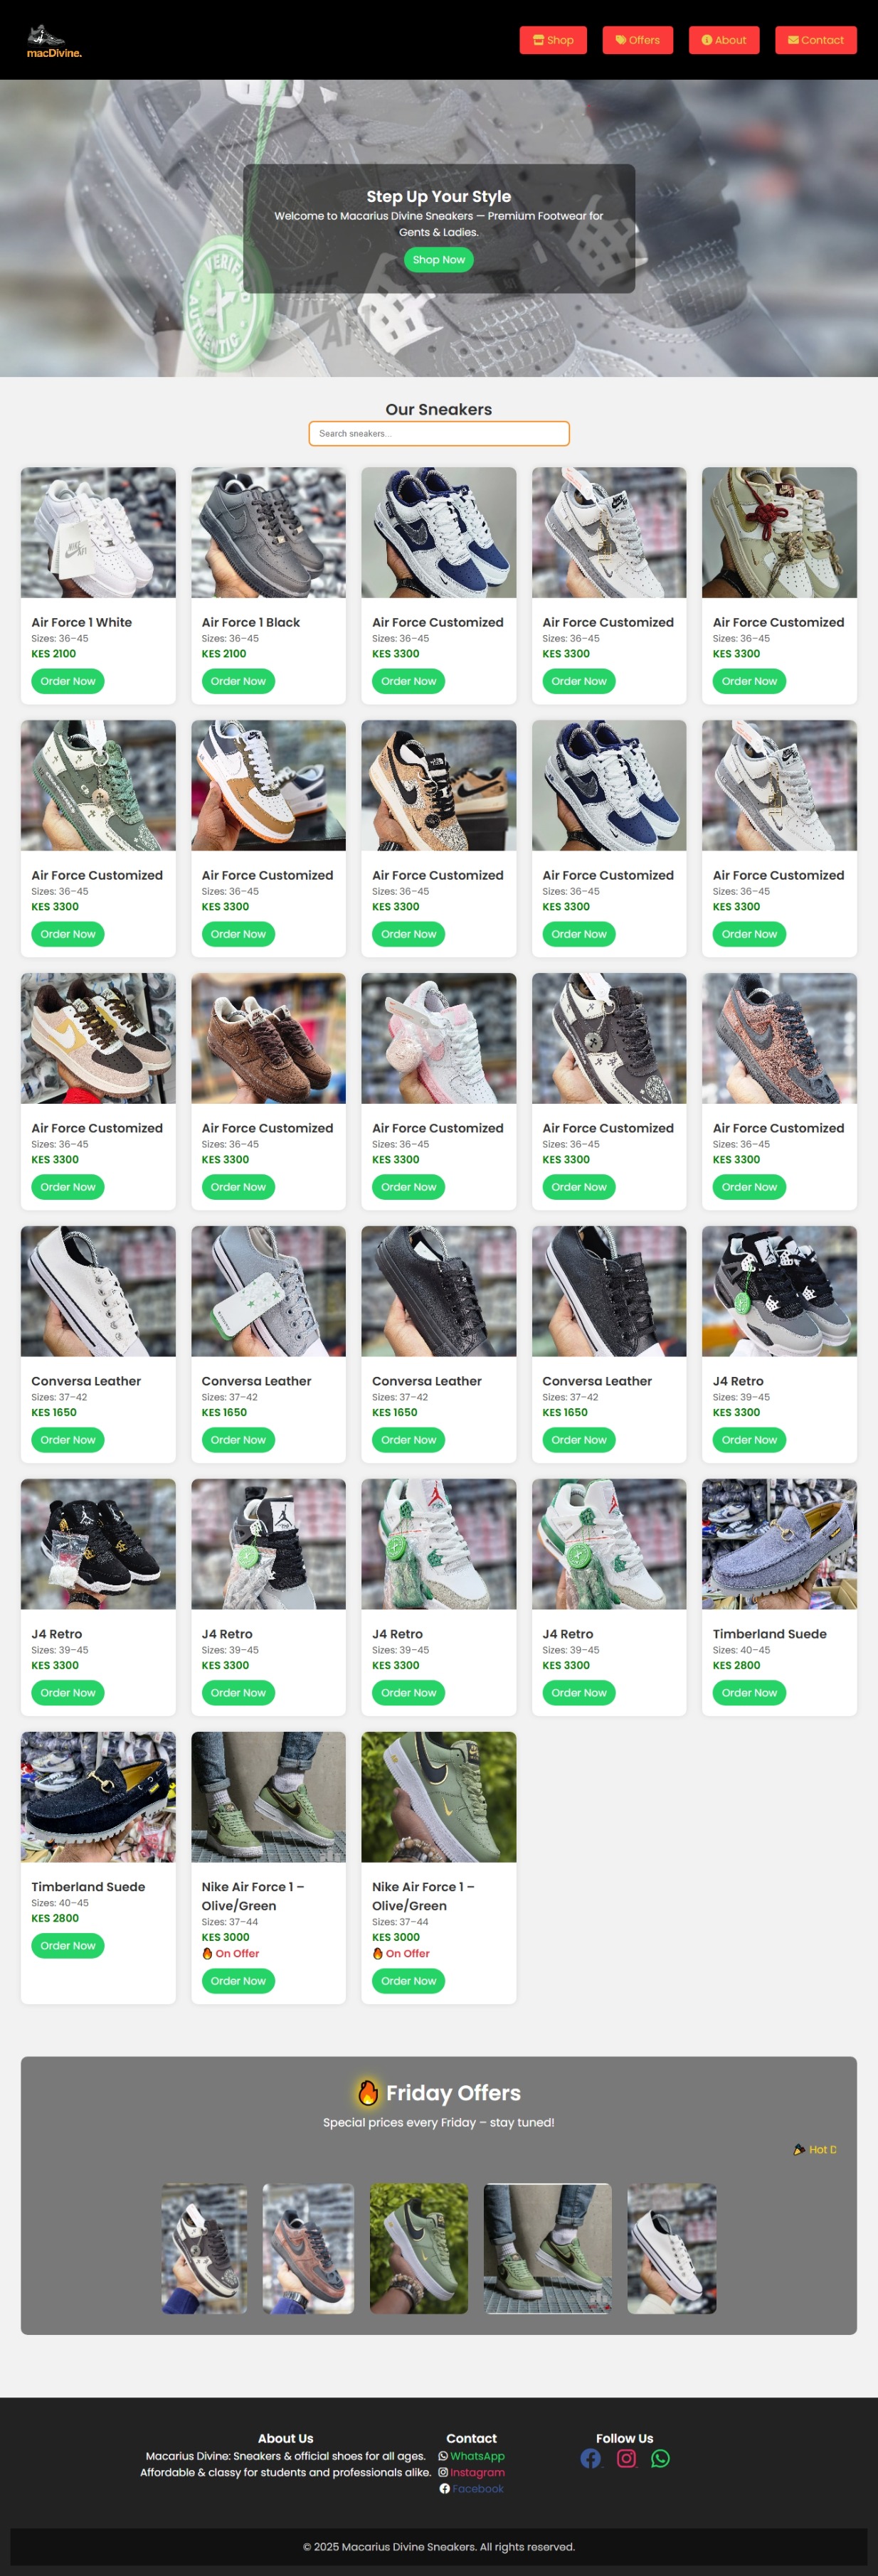 macDivine.
Shop
Offers
About
Contact
VERIFIED
AUTHENTIC
NIKE
AF1
Step Up Your Style
Welcome to Macarius Divine Sneakers — Premium Footwear for
Gents & Ladies.
Shop Now
Our Sneakers
Search sneakers...
Air Force 1 White
Sizes: 36–45
KES 2100
Order Now
Air Force 1 Black
Sizes: 36–45
KES 2100
Order Now
Air Force Customized
Sizes: 36–45
KES 3300
Order Now
Air Force Customized
Sizes: 36–45
KES 3300
Order Now
Air Force Customized
Sizes: 36–45
KES 3300
Order Now
Air Force Customized
Sizes: 36–45
KES 3300
Order Now
Air Force Customized
Sizes: 36–45
KES 3300
Order Now
Air Force Customized
Sizes: 36–45
KES 3300
Order Now
Air Force Customized
Sizes: 36–45
KES 3300
Order Now
Air Force Customized
Sizes: 36–45
KES 3300
Order Now
Air Force Customized
Sizes: 36–45
KES 3300
Order Now
Air Force Customized
Sizes: 36–45
KES 3300
Order Now
Air Force Customized
Sizes: 36–45
KES 3300
Order Now
Air Force Customized
Sizes: 36–45
KES 3300
Order Now
Air Force Customized
Sizes: 36–45
KES 3300
Order Now
Conversa Leather
Sizes: 37–42
KES 1650
Order Now
Conversa Leather
Sizes: 37–42
KES 1650
Order Now
Conversa Leather
Sizes: 37–42
KES 1650
Order Now
Conversa Leather
Sizes: 37–42
KES 1650
Order Now
J4 Retro
Sizes: 39–45
KES 3300
Order Now
J4 Retro
Sizes: 39–45
KES 3300
Order Now
J4 Retro
Sizes: 39–45
KES 3300
Order Now
J4 Retro
Sizes: 39–45
KES 3300
Order Now
J4 Retro
Sizes: 39–45
KES 3300
Order Now
Timberland Suede
Sizes: 40–45
KES 2800
Order Now
Timberland Suede
Sizes: 40–45
KES 2800
Order Now
Nike Air Force 1 –
Olive/Green
Sizes: 37–44
KES 3000
🔥 On Offer
Order Now
Nike Air Force 1 –
Olive/Green
Sizes: 37–44
KES 3000
🔥 On Offer
Order Now
🔥 Friday Offers
Special prices every Friday – stay tuned!
🎉 Hot D
About Us
Macarius Divine: Sneakers & official shoes for all ages.
Affordable & classy for students and professionals alike.
Contact
WhatsApp
Instagram
Facebook
Follow Us
© 2025 Macarius Divine Sneakers. All rights reserved.